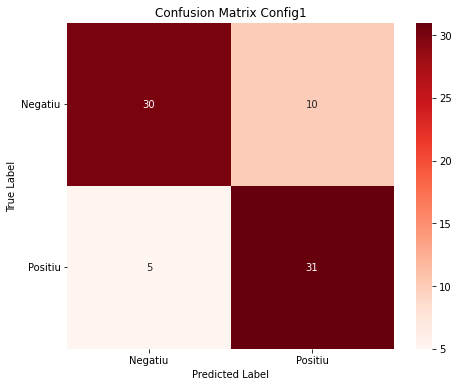 Confusion Matrix Config1
Negatiu
30
10
30
25
20
15
10
5
True Label
Positiu
5
31
Negatiu
Positiu
Predicted Label